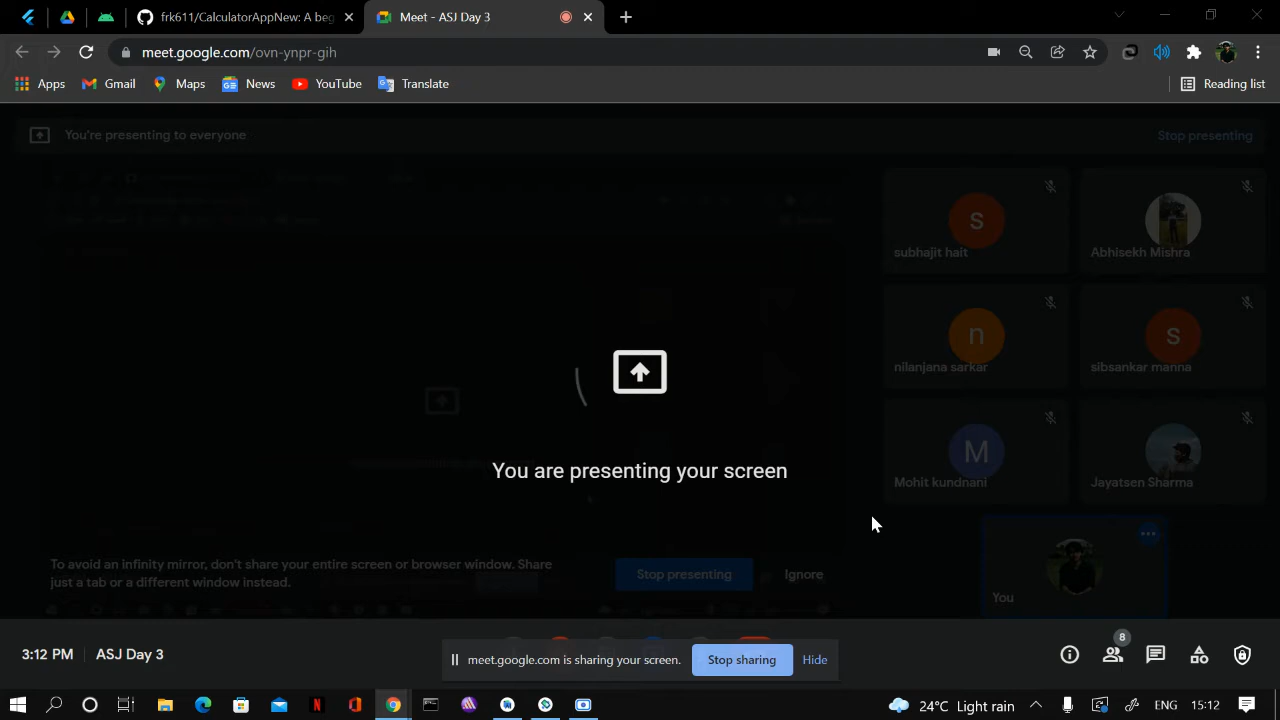 frk611/CalculatorAppNew: A beg
Meet - ASJ Day 3
meet.google.com/ovn-ynpr-gih
Apps
Gmail
Maps
News
YouTube
Translate
Reading list
You're presenting to everyone
Stop presenting
s
subhajit hait
Abhisekh Mishra
n
nilanjana sarkar
s
sibsankar manna
You are presenting your screen
M
Mohit kundnani
Jayatsen Sharma
To avoid an infinity mirror, don't share your entire screen or browser window. Share
just a tab or a different window instead.
Stop presenting
Ignore
You
3:12 PM
ASJ Day 3
meet.google.com is sharing your screen.
Stop sharing
Hide
8
24°C Light rain
ENG
15:12